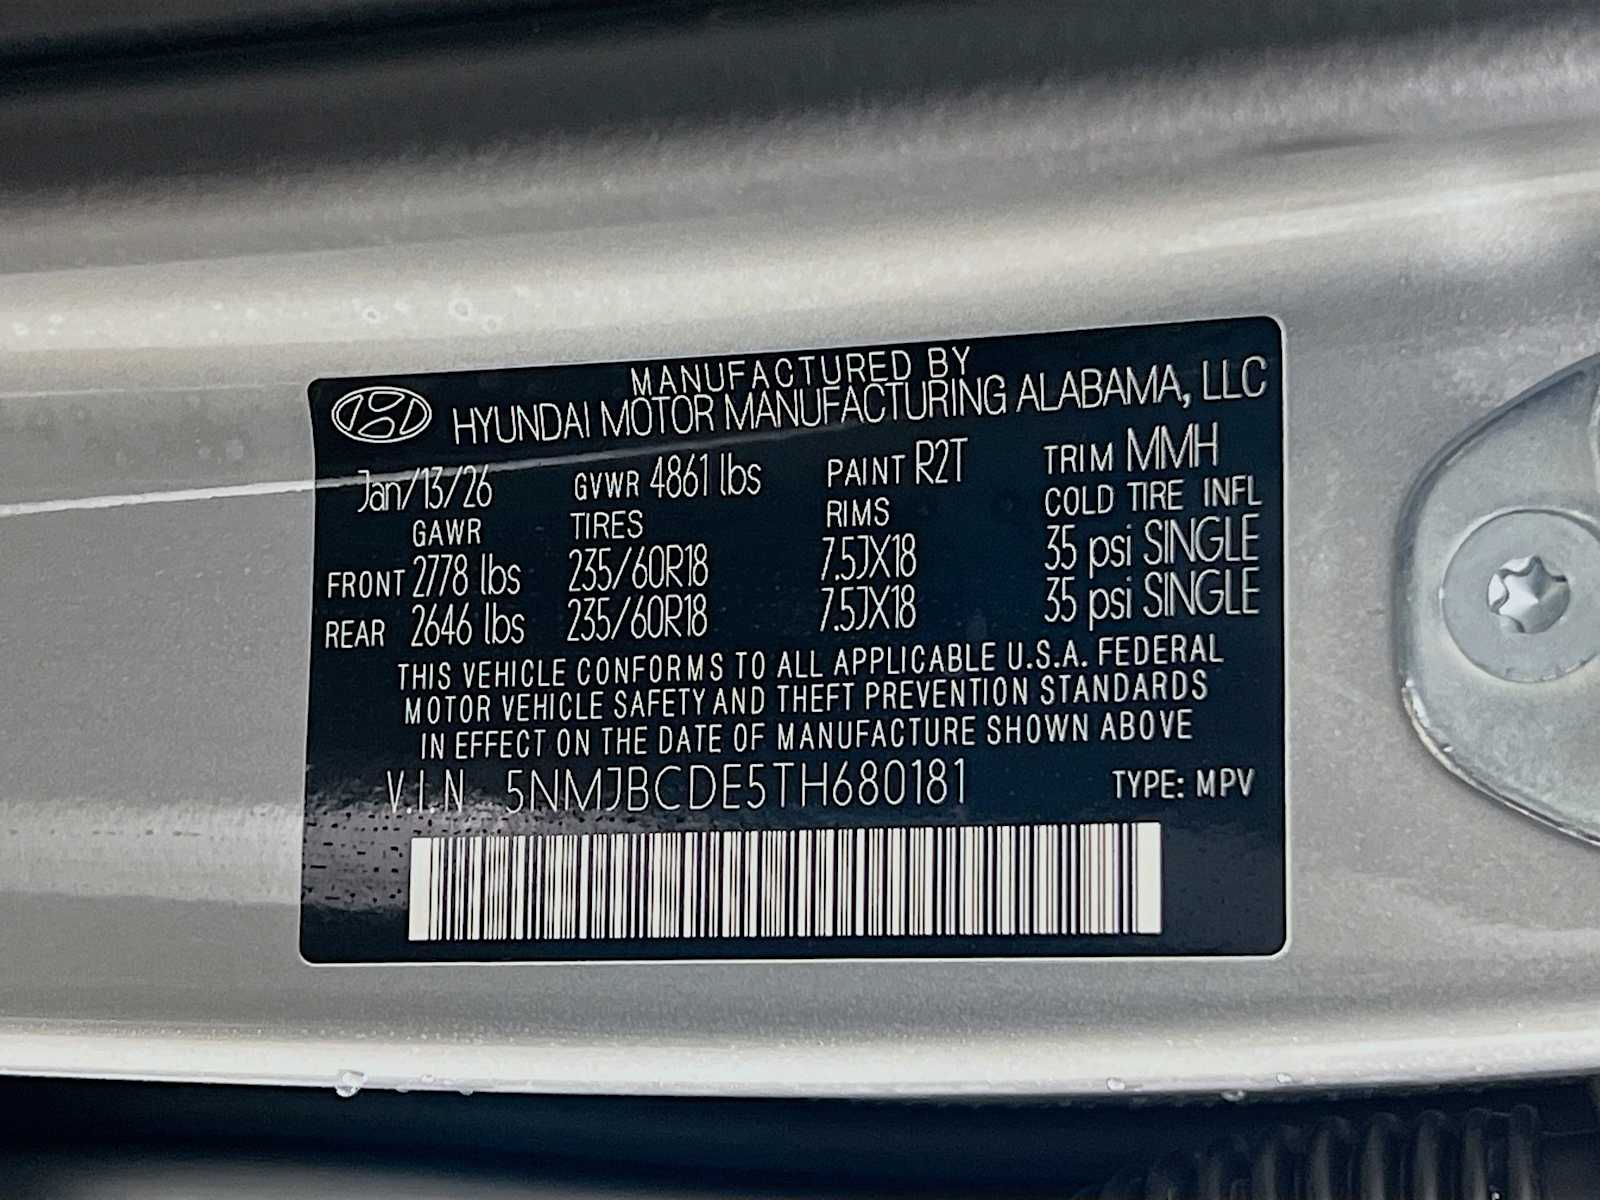 MANUFACTURED BY
HYUNDAI MOTOR MANUFACTURING ALABAMA, LLC
Jan/13/26 GVWR 4861 lbs PAINT R2T TRIM MMH
GAWR TIRES RIMS COLD TIRE INFL
FRONT 2778 lbs 235/60R18 7.5JX18 35 psi SINGLE
REAR 2646 lbs 235/60R18 7.5JX18 35 psi SINGLE
THIS VEHICLE CONFORMS TO ALL APPLICABLE U.S.A. FEDERAL
MOTOR VEHICLE SAFETY AND THEFT PREVENTION STANDARDS
IN EFFECT ON THE DATE OF MANUFACTURE SHOWN ABOVE
V.I.N 5NMJBCDE5TH680181 TYPE: MPV